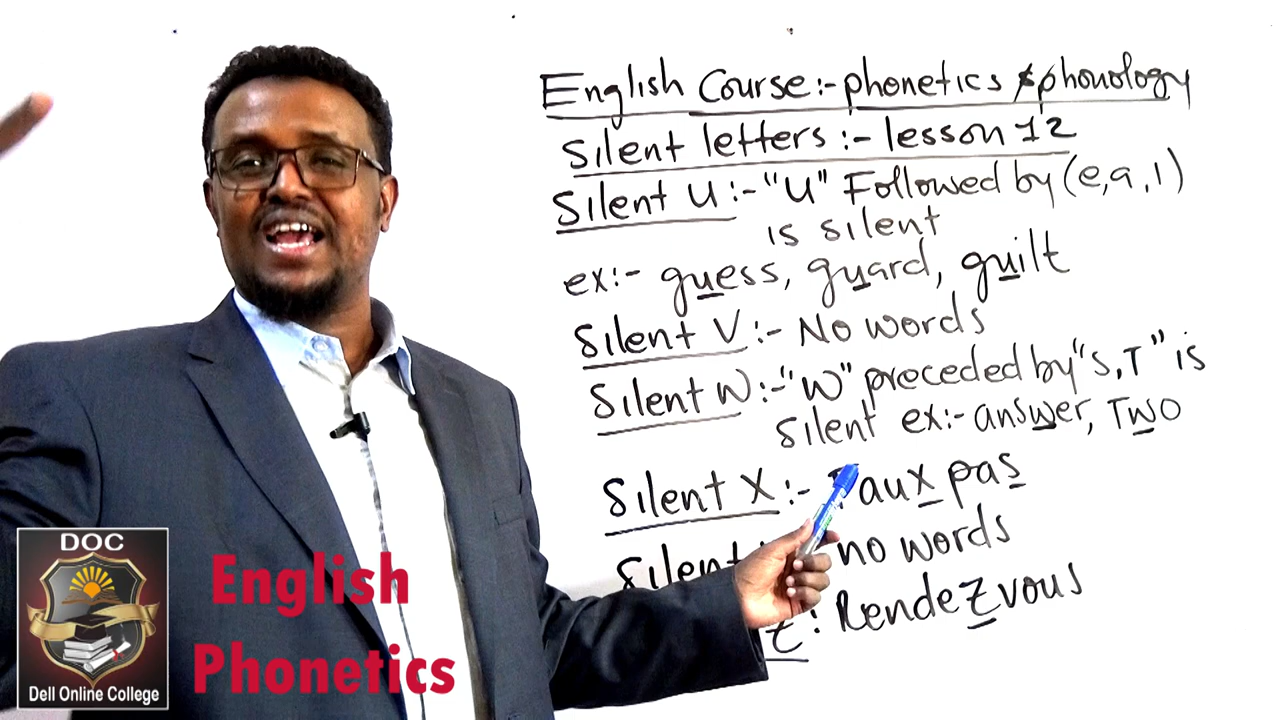 English Course:- phonetics & phonology
Silent letters :- lesson 12
Silent U :- "U" Followed by (e, a, i)
is silent
ex:- guess, guard, guilt
Silent V :- No words
Silent W :- "W" preceded by "S, T" is
Silent ex:- answer, Two
Silent X :- aux pas
Silent no words
z : Rendezvous
DOC
Dell Online College
English
Phonetics